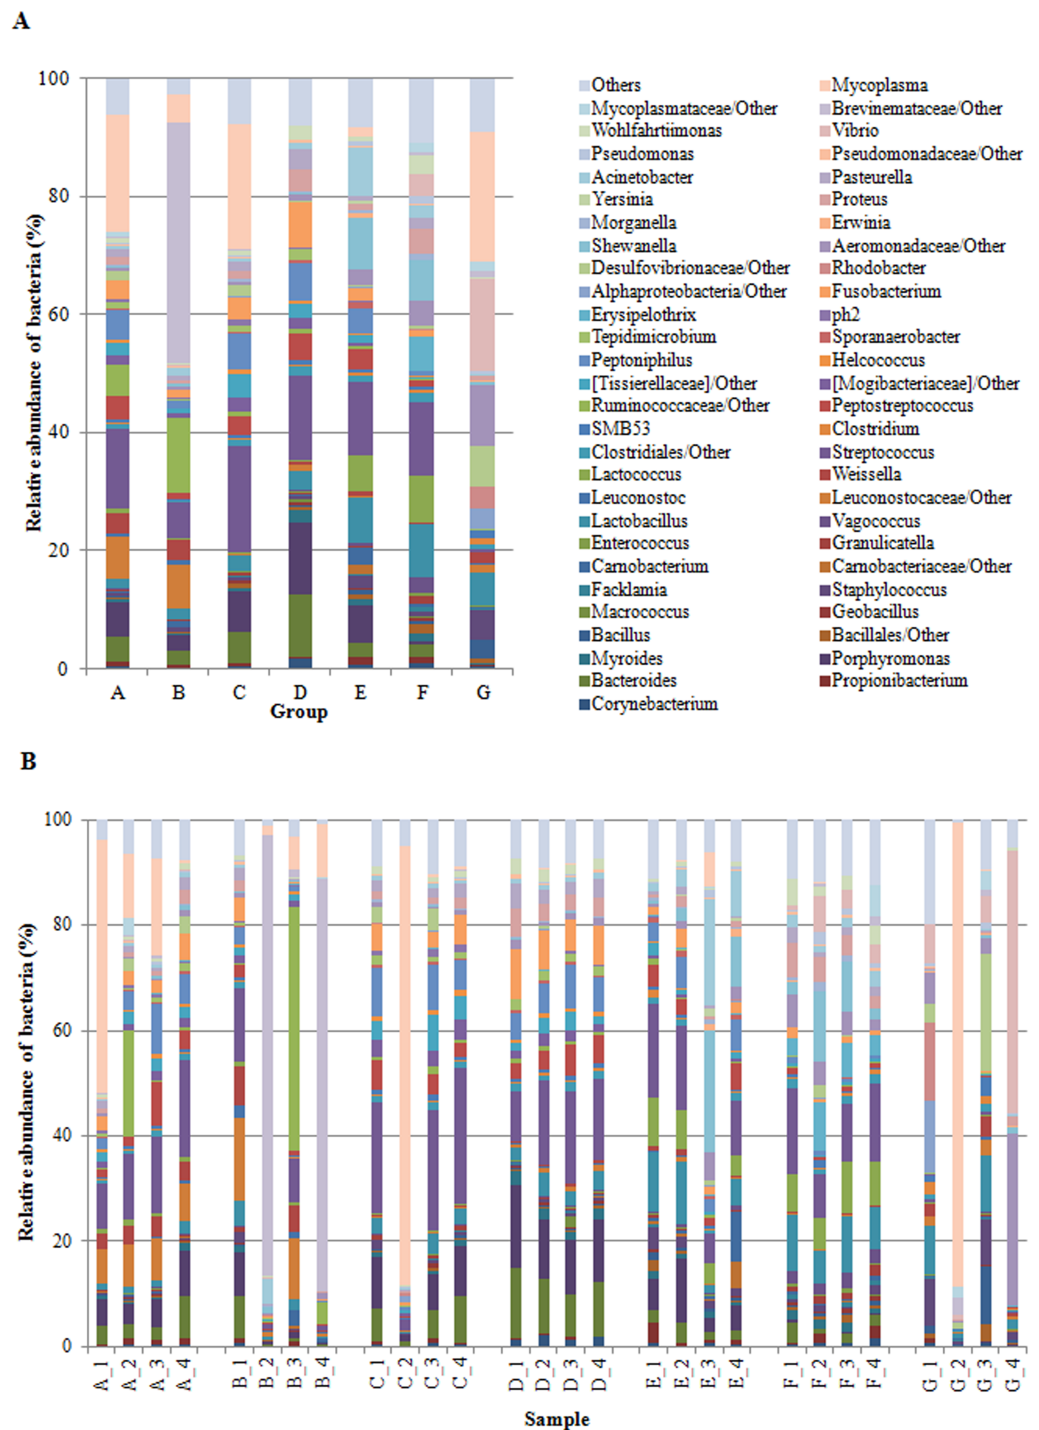 A
Relative abundance of bacteria (%)
100
80
60
40
20
0
A B C D E F G
Group
Others Mycoplasma
Mycoplasmataceae/Other Brevinemataceae/Other
Wohlfahrtiimonas Vibrio
Pseudomonas Pseudomonadaceae/Other
Acinetobacter Pasteurella
Yersinia Proteus
Morganella Erwinia
Shewanella Aeromonadaceae/Other
Desulfovibrionaceae/Other Rhodobacter
Alphaproteobacteria/Other Fusobacterium
Erysipelothrix ph2
Tepidimicrobium Sporanaerobacter
Peptoniphilus Helcococcus
[Tissierellaceae]/Other [Mogibacteriaceae]/Other
Ruminococcaceae/Other Peptostreptococcus
SMB53 Clostridium
Clostridiales/Other Streptococcus
Lactococcus Weissella
Leuconostoc Leuconostocaceae/Other
Lactobacillus Vagococcus
Enterococcus Granulicatella
Carnobacterium Carnobacteriaceae/Other
Facklamia Staphylococcus
Macrococcus Geobacillus
Bacillus Bacillales/Other
Myroides Porphyromonas
Bacteroides Propionibacterium
Corynebacterium
B
Relative abundance of bacteria (%)
100
80
60
40
20
0
A_1 A_2 A_3 A_4 B_1 B_2 B_3 B_4 C_1 C_2 C_3 C_4 D_1 D_2 D_3 D_4 E_1 E_2 E_3 E_4 F_1 F_2 F_3 F_4 G_1 G_2 G_3 G_4
Sample